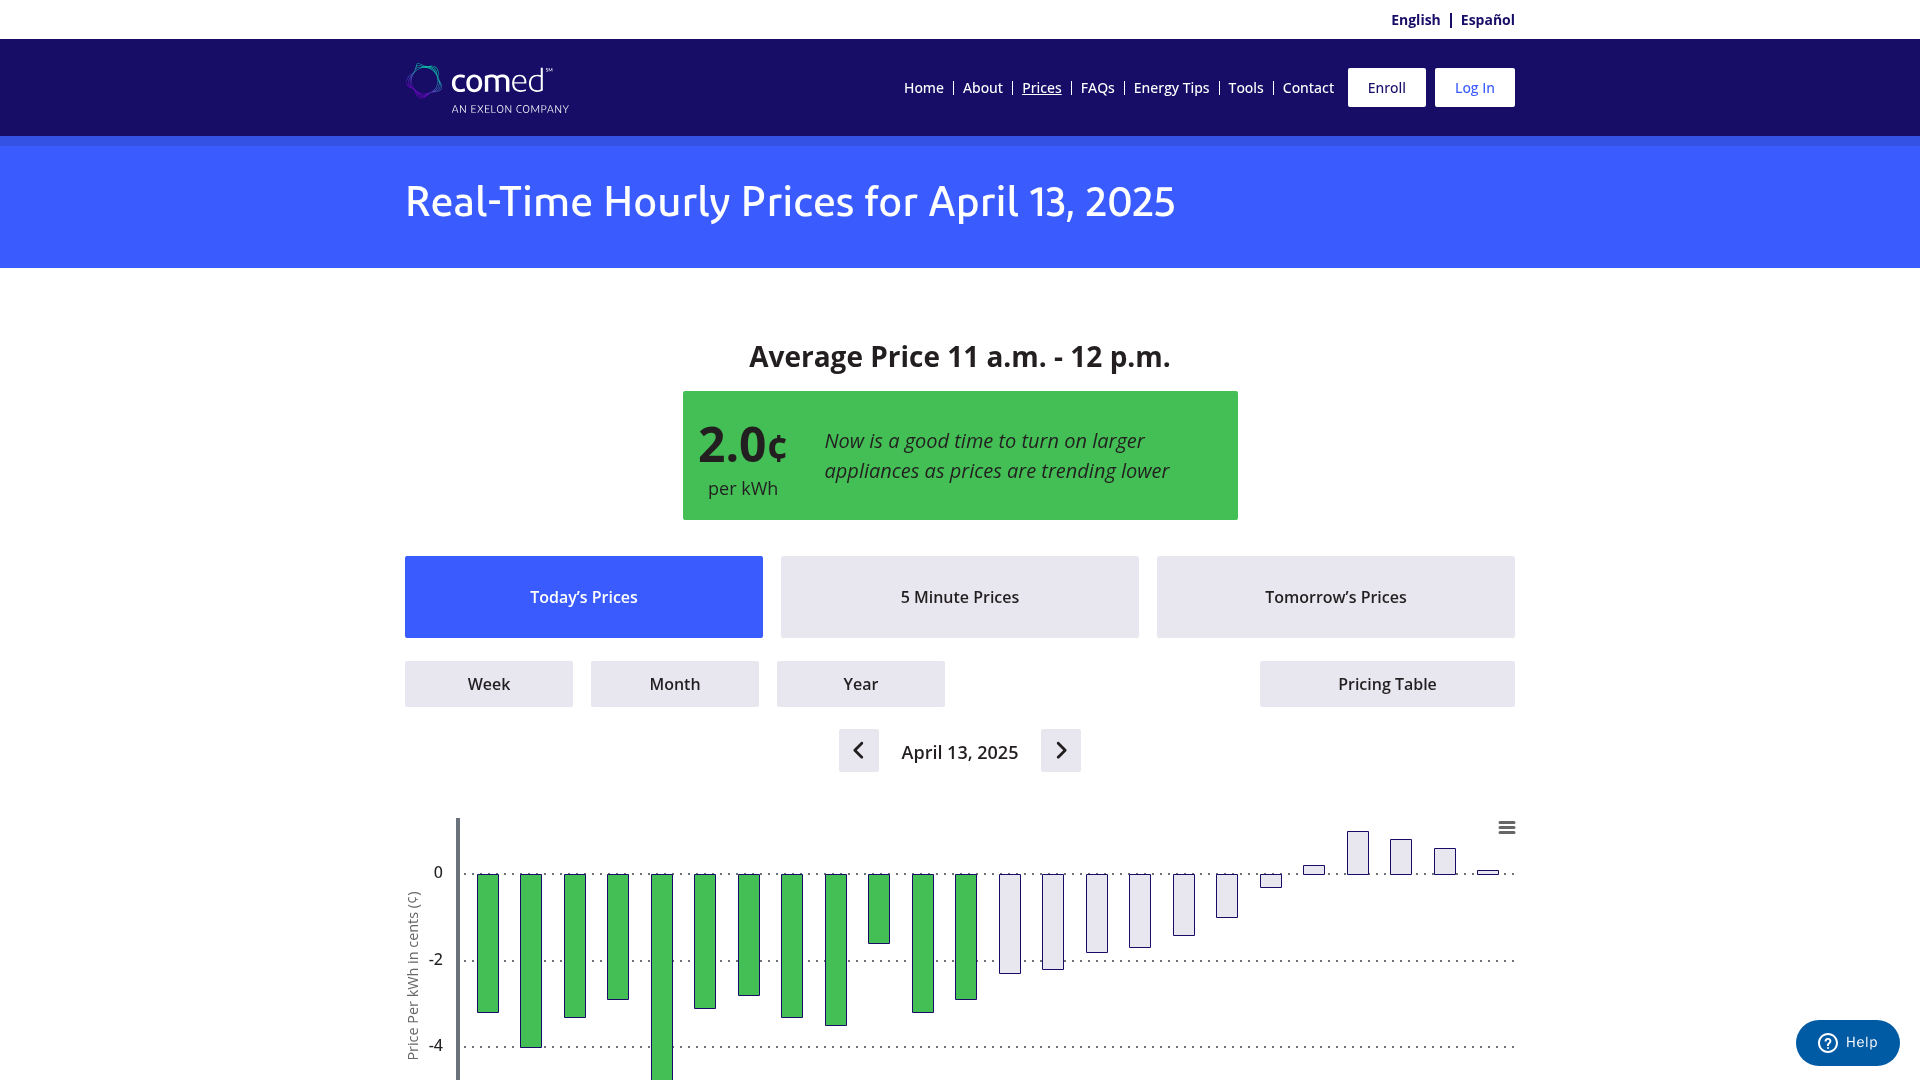 English | Español
comed℠
AN EXELON COMPANY
Home | About | Prices | FAQs | Energy Tips | Tools | Contact
Enroll
Log In
Real-Time Hourly Prices for April 13, 2025
Average Price 11 a.m. - 12 p.m.
2.0¢
per kWh
Now is a good time to turn on larger
appliances as prices are trending lower
Today’s Prices
5 Minute Prices
Tomorrow’s Prices
Week
Month
Year
Pricing Table
April 13, 2025
Price Per kWh in cents (¢)
0
-2
-4
Help